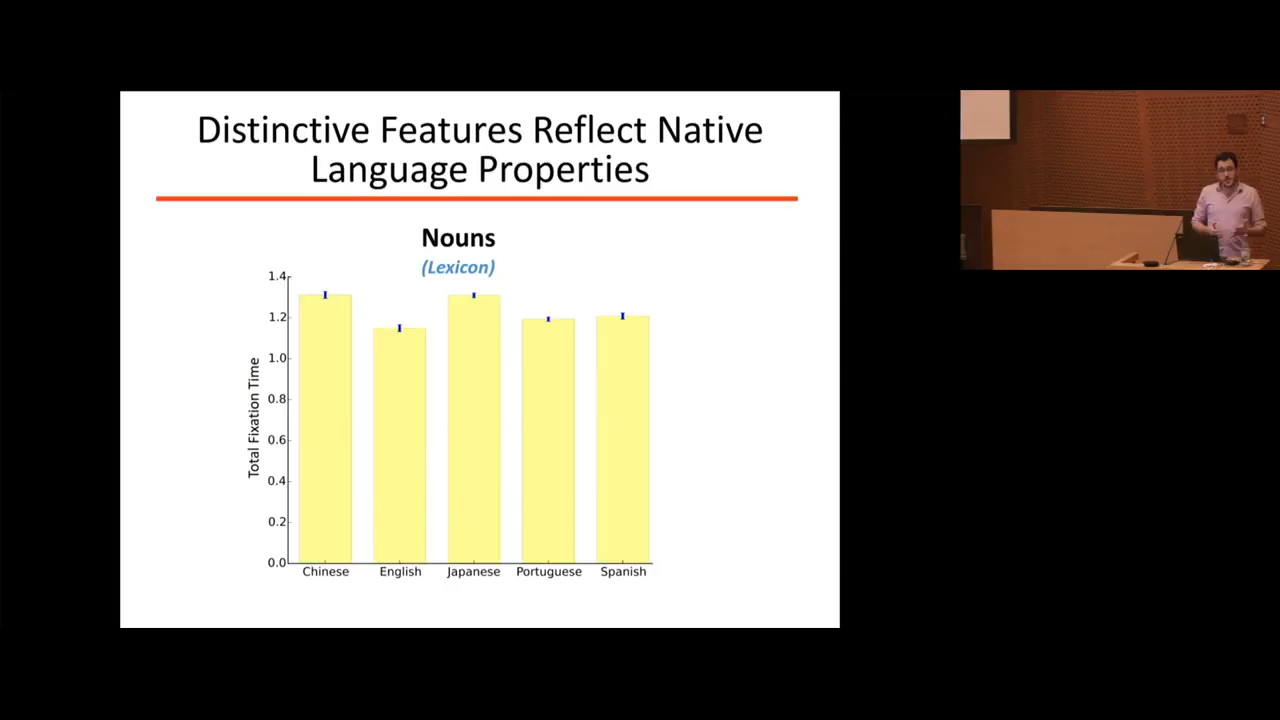 Distinctive Features Reflect Native
Language Properties
Nouns
(Lexicon)
Total Fixation Time
1.4
1.2
1.0
0.8
0.6
0.4
0.2
0.0
Chinese English Japanese Portuguese Spanish